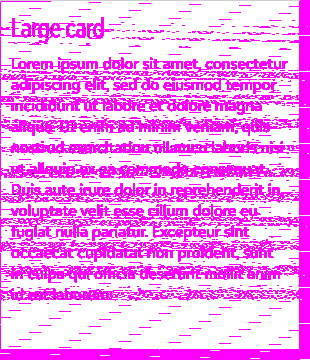 Large card
Lorem ipsum dolor sit amet, consectetur
adipiscing elit, sed do eiusmod tempor
incididunt ut labore et dolore magna
aliqua. Ut enim ad minim veniam, quis
nostrud exercitation ullamco laboris nisi
ut aliquip ex ea commodo consequat.
Duis aute irure dolor in reprehenderit in
voluptate velit esse cillum dolore eu
fugiat nulla pariatur. Excepteur sint
occaecat cupidatat non proident, sunt
in culpa qui officia deserunt mollit anim
id est laborum.